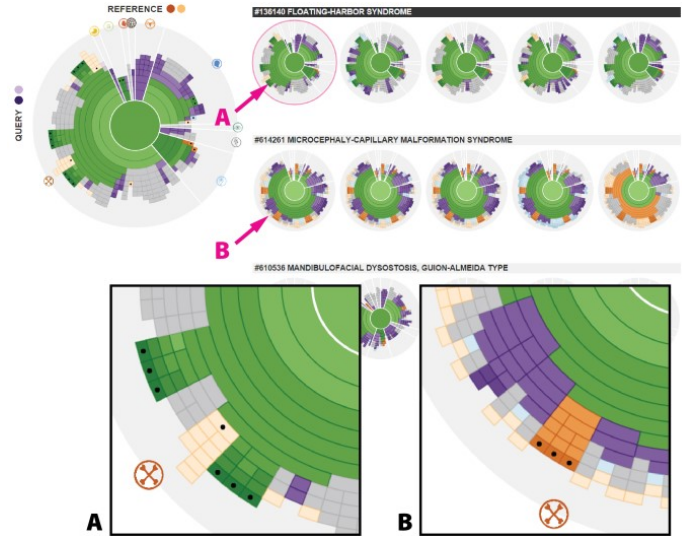 REFERENCE
QUERY
#136140 FLOATING-HARBOR SYNDROME
A
#614261 MICROCEPHALY-CAPILLARY MALFORMATION SYNDROME
B
#610536 MANDIBULOFACIAL DYSOSTOSIS, GUION-ALMEIDA TYPE
A
B